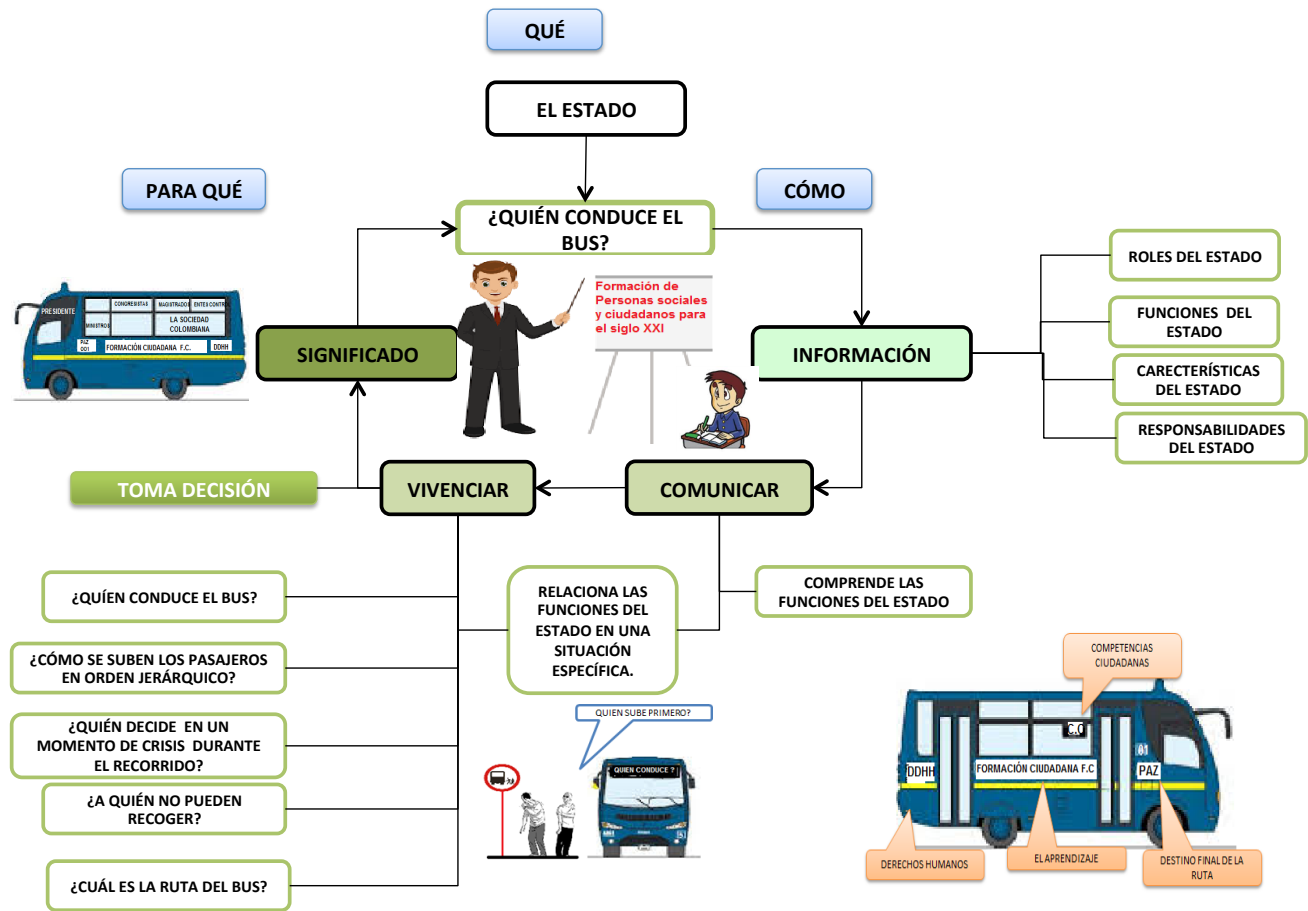 QUÉ
EL ESTADO
PARA QUÉ
CÓMO
¿QUIÉN CONDUCE EL
BUS?
ROLES DEL ESTADO
FUNCIONES DEL
ESTADO
CARECTERÍSTICAS
DEL ESTADO
RESPONSABILIDADES
DEL ESTADO
PRESIDENTE
CONGRESISTAS
MAGISTRADOS
ENTES CONTR
MINISTROS
LA SOCIEDAD
COLOMBIANA
PAZ
001
FORMACIÓN CIUDADANA F.C.
DDHH
Formación de
Personas sociales
y ciudadanos para
el siglo XXI
SIGNIFICADO
INFORMACIÓN
TOMA DECISIÓN
VIVENCIAR
COMUNICAR
¿QUÍEN CONDUCE EL BUS?
¿CÓMO SE SUBEN LOS PASAJEROS
EN ORDEN JERÁRQUICO?
¿QUIÉN DECIDE EN UN
MOMENTO DE CRISIS DURANTE
EL RECORRIDO?
¿A QUIÉN NO PUEDEN
RECOGER?
¿CUÁL ES LA RUTA DEL BUS?
RELACIONA LAS
FUNCIONES DEL
ESTADO EN UNA
SITUACIÓN
ESPECÍFICA.
COMPRENDE LAS
FUNCIONES DEL ESTADO
QUIEN SUBE PRIMERO?
QUIEN CONDUCE ?
COMPETENCIAS
CIUDADANAS
C.C
DDHH
FORMACIÓN CIUDADANA F.C
01
PAZ
DERECHOS HUMANOS
EL APRENDIZAJE
DESTINO FINAL DE LA
RUTA